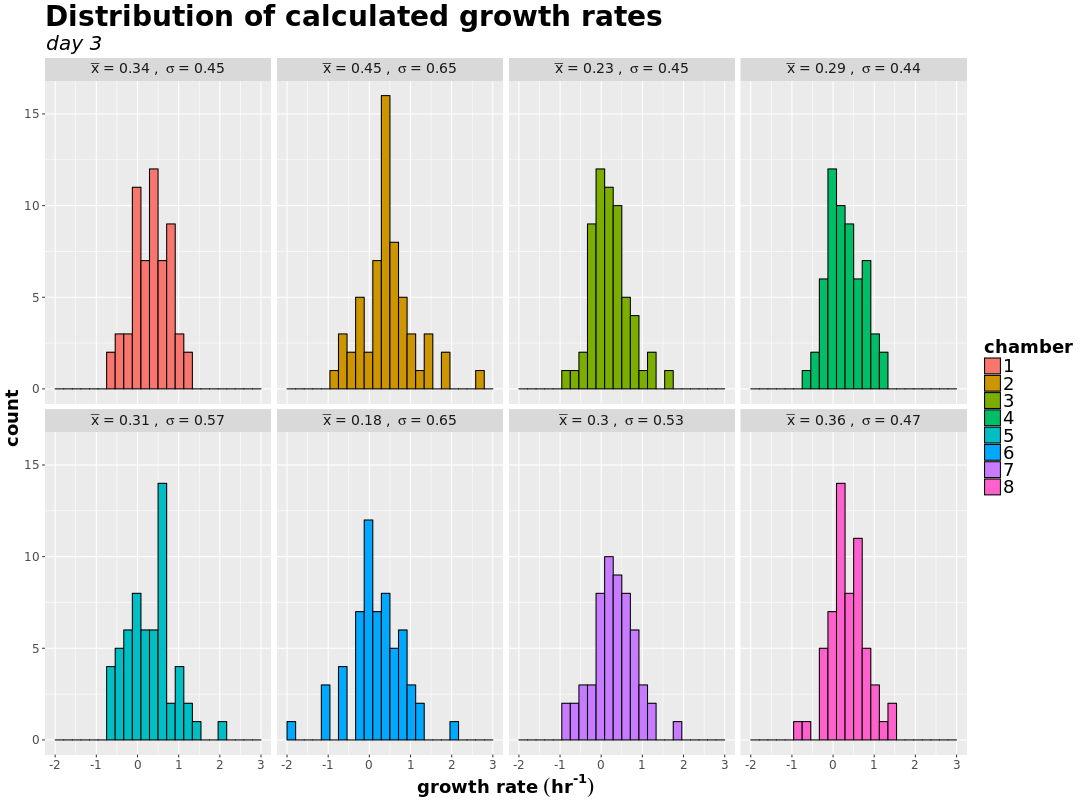 Distribution of calculated growth rates
day 3
x̅ = 0.34 , σ = 0.45
x̅ = 0.45 , σ = 0.65
x̅ = 0.23 , σ = 0.45
x̅ = 0.29 , σ = 0.44
15
10
5
0
chamber
1
2
3
4
5
6
7
8
count
x̅ = 0.31 , σ = 0.57
x̅ = 0.18 , σ = 0.65
x̅ = 0.3 , σ = 0.53
x̅ = 0.36 , σ = 0.47
15
10
5
0
-2 -1 0 1 2 3 -2 -1 0 1 2 3 -2 -1 0 1 2 3 -2 -1 0 1 2 3
growth rate (hr⁻¹)